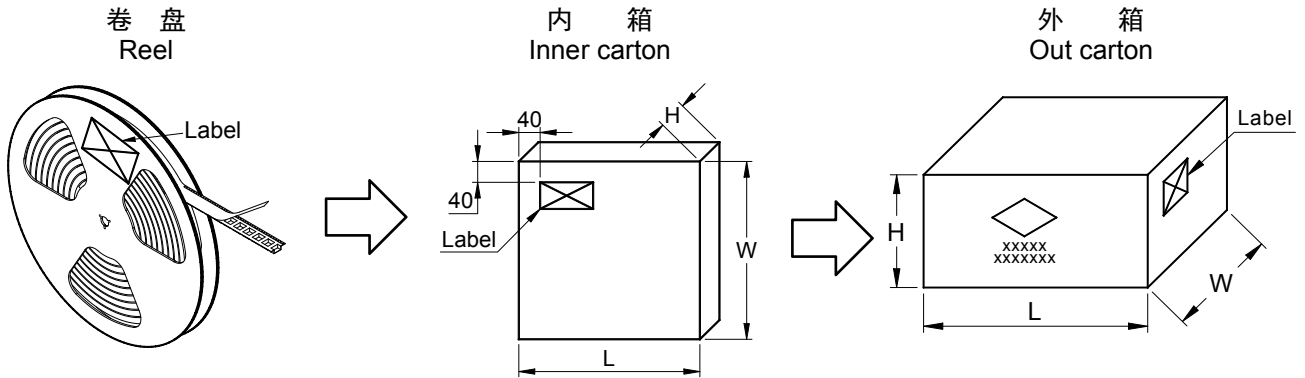 卷 盘
Reel
Label
内 箱
Inner carton
40
H
40
Label
W
L
外 箱
Out carton
Label
H
xxxxx
xxxxxxx
W
L